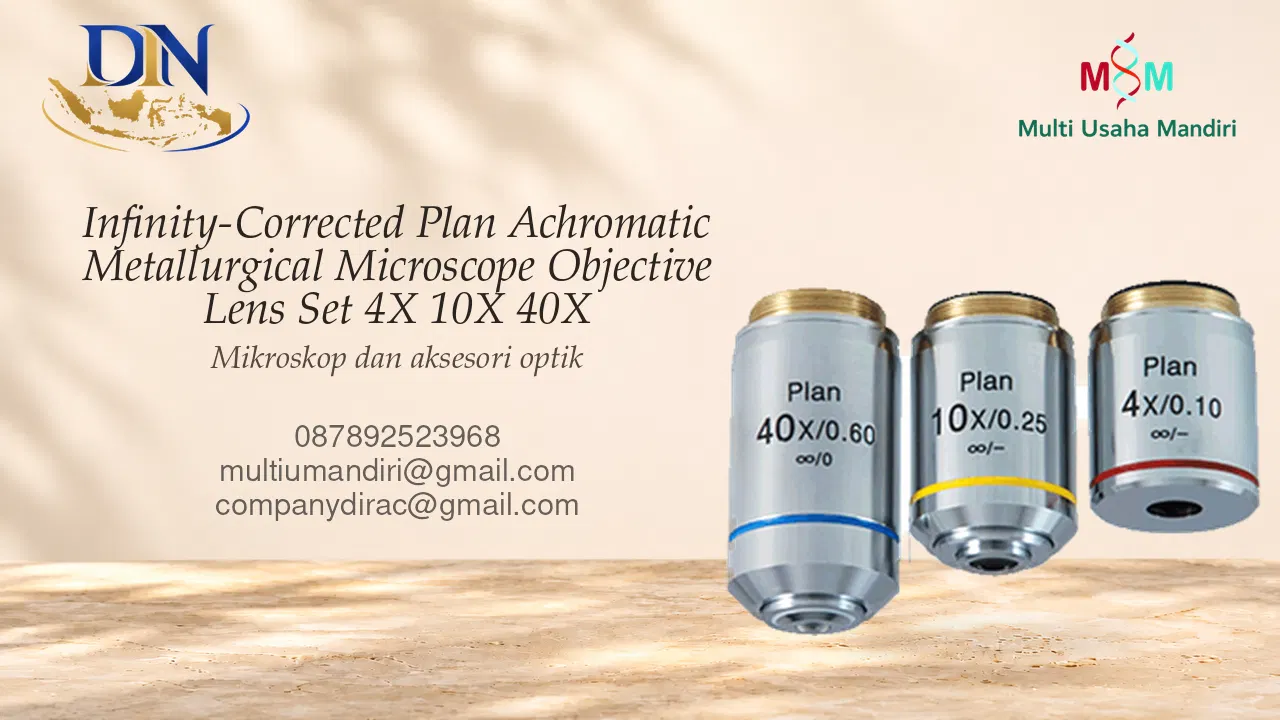 DIN
M M
Multi Usaha Mandiri
Infinity-Corrected Plan Achromatic
Metallurgical Microscope Objective
Lens Set 4X 10X 40X
Mikroskop dan aksesori optik
087892523968
multiumandiri@gmail.com
companydirac@gmail.com
Plan
40X/0.60
∞/0
Plan
10X/0.25
∞/–
Plan
4X/0.10
∞/–